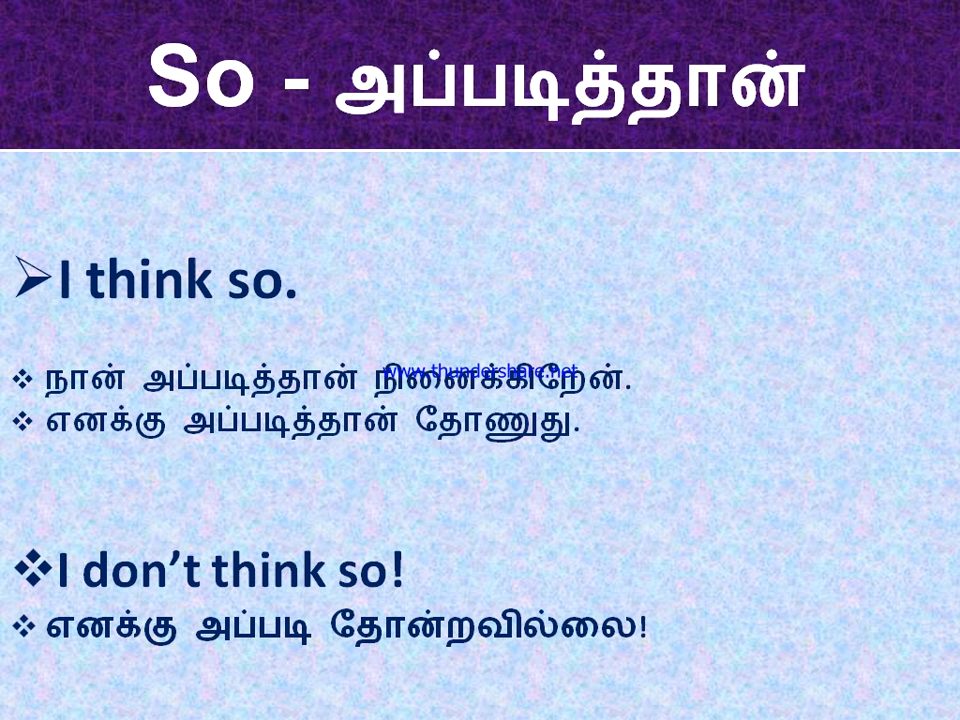 So - அப்படித்தான்
I think so.
நான் அப்படித்தான் நினைக்கிறேன்.
www.thundershare.net
எனக்கு அப்படித்தான் தோணுது.
I don’t think so!
எனக்கு அப்படி தோன்றவில்லை!